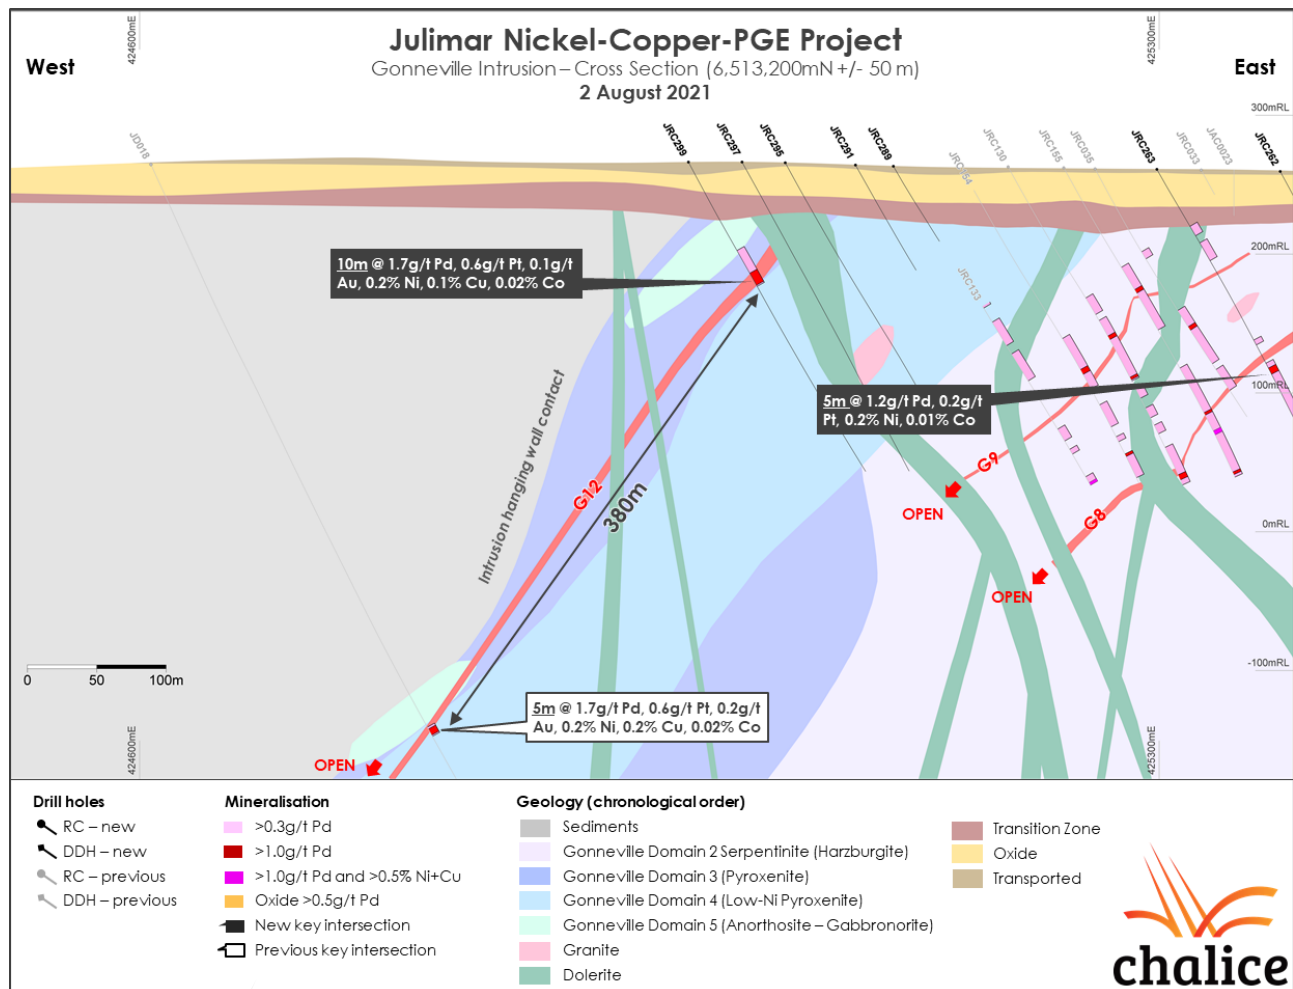 Julimar Nickel-Copper-PGE Project
Gonneville Intrusion – Cross Section (6,513,200mN +/- 50 m)
2 August 2021
West
East
424600mE
425300mE
300mRL
200mRL
100mRL
0mRL
-100mRL
JD018
JRC299
JRC297
JRC295
JRC291
JRC289
JRC130
JRC155
JRC035
JRC263
JRC033
JAC0023
JRC262
JRC133
10m @ 1.7g/t Pd, 0.6g/t Pt, 0.1g/t
Au, 0.2% Ni, 0.1% Cu, 0.02% Co
5m @ 1.2g/t Pd, 0.2g/t
Pt, 0.2% Ni, 0.01% Co
Intrusion hanging wall contact
G12
380m
G9
OPEN
G8
OPEN
5m @ 1.7g/t Pd, 0.6g/t Pt, 0.2g/t
Au, 0.2% Ni, 0.2% Cu, 0.02% Co
OPEN
0 50 100m
424600mE
425300mE
Drill holes
RC – new
DDH – new
RC – previous
DDH – previous
Mineralisation
>0.3g/t Pd
>1.0g/t Pd
>1.0g/t Pd and >0.5% Ni+Cu
Oxide >0.5g/t Pd
New key intersection
Previous key intersection
Geology (chronological order)
Sediments
Gonneville Domain 2 Serpentinite (Harzburgite)
Gonneville Domain 3 (Pyroxenite)
Gonneville Domain 4 (Low-Ni Pyroxenite)
Gonneville Domain 5 (Anorthosite – Gabbronorite)
Granite
Dolerite
Transition Zone
Oxide
Transported
chalice